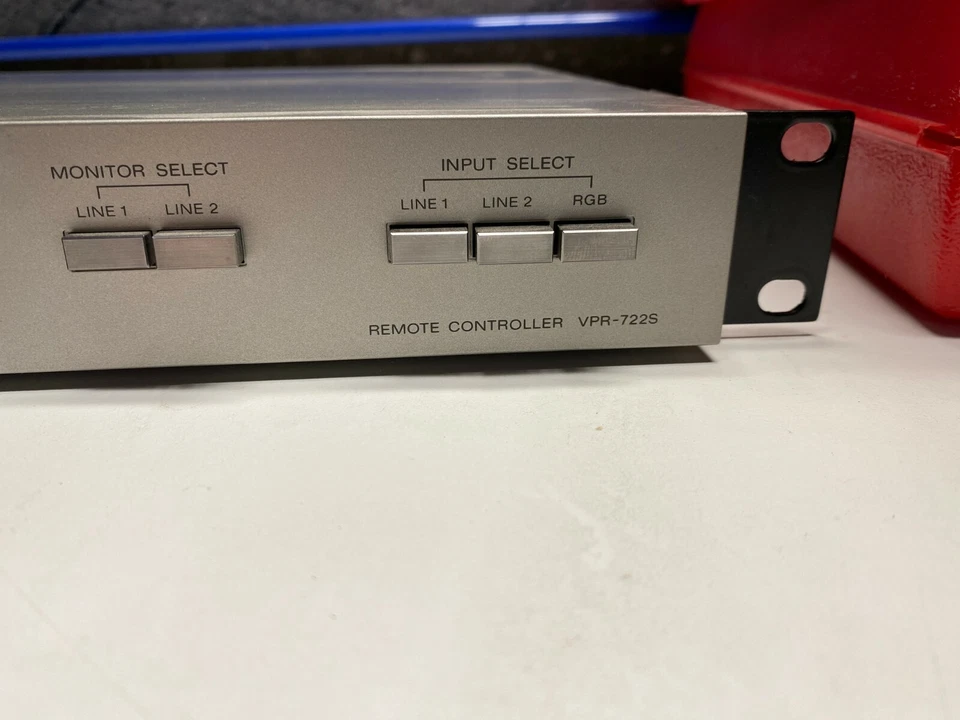 MONITOR SELECT
LINE 1 LINE 2
INPUT SELECT
LINE 1 LINE 2 RGB
REMOTE CONTROLLER VPR-722S